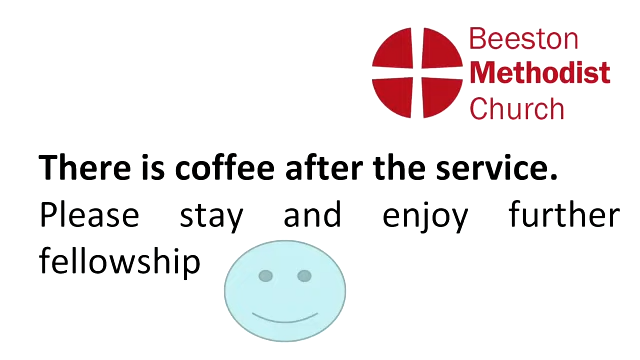 Beeston
Methodist
Church
There is coffee after the service.
Please stay and enjoy further
fellowship